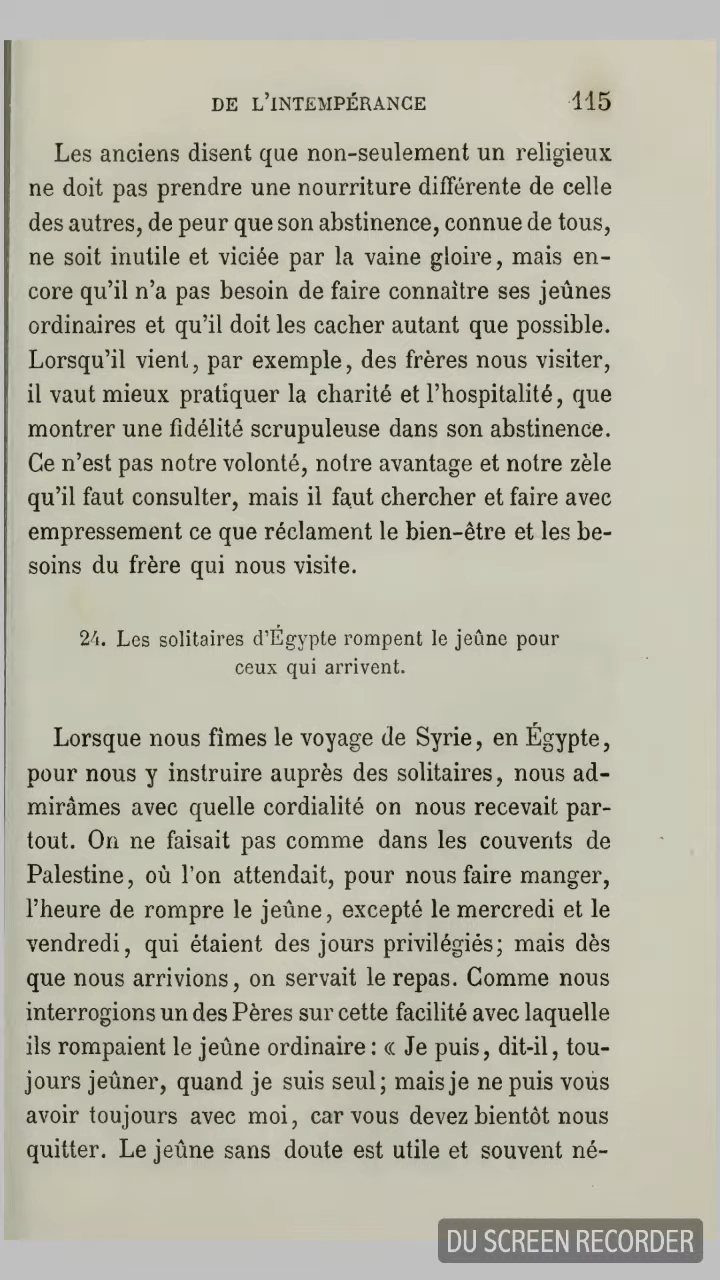 DE L'INTEMPÉRANCE 115
Les anciens disent que non-seulement un religieux
ne doit pas prendre une nourriture différente de celle
des autres, de peur que son abstinence, connue de tous,
ne soit inutile et viciée par la vaine gloire, mais en-
core qu'il n'a pas besoin de faire connaître ses jeûnes
ordinaires et qu'il doit les cacher autant que possible.
Lorsqu'il vient, par exemple, des frères nous visiter,
il vaut mieux pratiquer la charité et l'hospitalité, que
montrer une fidélité scrupuleuse dans son abstinence.
Ce n'est pas notre volonté, notre avantage et notre zèle
qu'il faut consulter, mais il faut chercher et faire avec
empressement ce que réclament le bien-être et les be-
soins du frère qui nous visite.
24. Les solitaires d'Égypte rompent le jeûne pour
ceux qui arrivent.
Lorsque nous fîmes le voyage de Syrie, en Égypte,
pour nous y instruire auprès des solitaires, nous ad-
mirâmes avec quelle cordialité on nous recevait par-
tout. On ne faisait pas comme dans les couvents de
Palestine, où l'on attendait, pour nous faire manger,
l'heure de rompre le jeûne, excepté le mercredi et le
vendredi, qui étaient des jours privilégiés; mais dès
que nous arrivions, on servait le repas. Comme nous
interrogions un des Pères sur cette facilité avec laquelle
ils rompaient le jeûne ordinaire : « Je puis, dit-il, tou-
jours jeûner, quand je suis seul; mais je ne puis vous
avoir toujours avec moi, car vous devez bientôt nous
quitter. Le jeûne sans doute est utile et souvent né-
DU SCREEN RECORDER